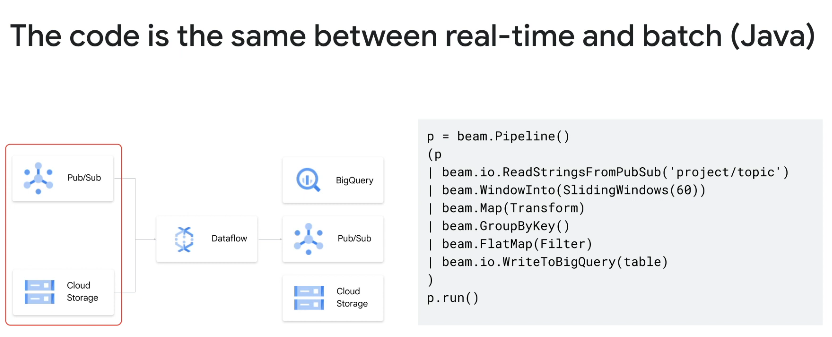 The code is the same between real-time and batch (Java)
Pub/Sub
Cloud
Storage
Dataflow
BigQuery
Pub/Sub
Cloud
Storage
p = beam.Pipeline()
(p
| beam.io.ReadStringsFromPubSub('project/topic')
| beam.WindowInto(SlidingWindows(60))
| beam.Map(Transform)
| beam.GroupByKey()
| beam.FlatMap(Filter)
| beam.io.WriteToBigQuery(table)
)
p.run()